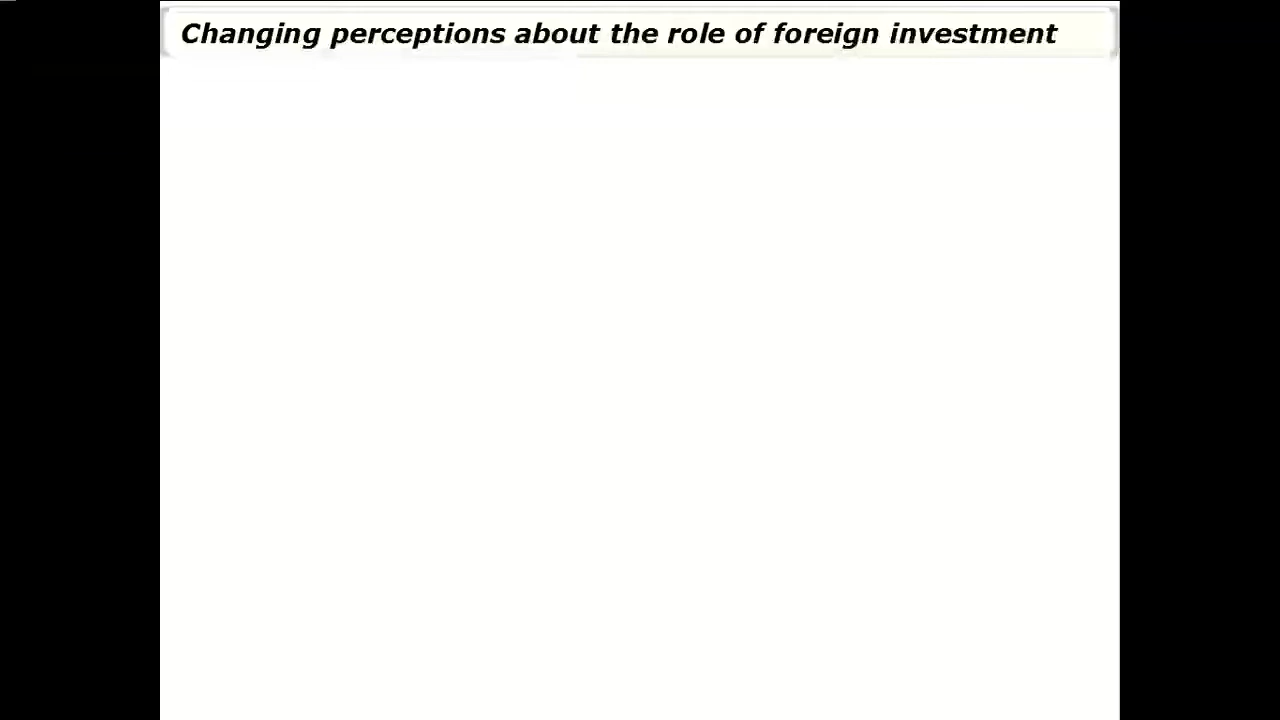 Changing perceptions about the role of foreign investment